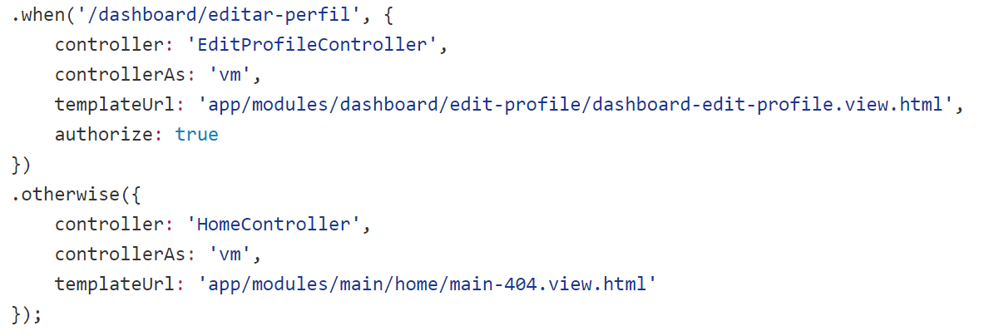 .when('/dashboard/editar-perfil', {
    controller: 'EditProfileController',
    controllerAs: 'vm',
    templateUrl: 'app/modules/dashboard/edit-profile/dashboard-edit-profile.view.html',
    authorize: true
})
.otherwise({
    controller: 'HomeController',
    controllerAs: 'vm',
    templateUrl: 'app/modules/main/home/main-404.view.html'
});